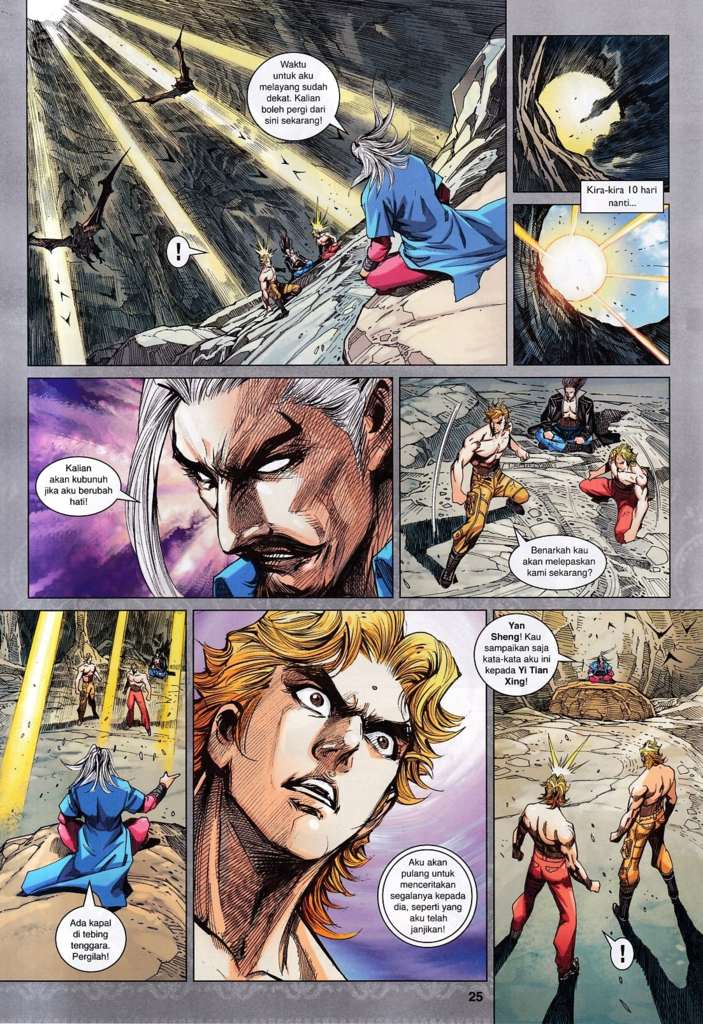 Waktu
untuk aku
melayang sudah
dekat. Kalian
boleh pergi dari
sini sekarang!
!
Kira-kira 10 hari
nanti...
Kalian
akan kubunuh
jika aku berubah
hati!
Benarkah kau
akan melepaskan
kami sekarang?
Ada kapal
di tebing
tenggara.
Pergilah!
Aku akan
pulang untuk
menceritakan
segalanya kepada
dia, seperti yang
aku telah
janjikan!
Yan
Sheng! Kau
sampaikan saja
kata-kata aku ini
kepada Yi Tian
Xing!
!
25